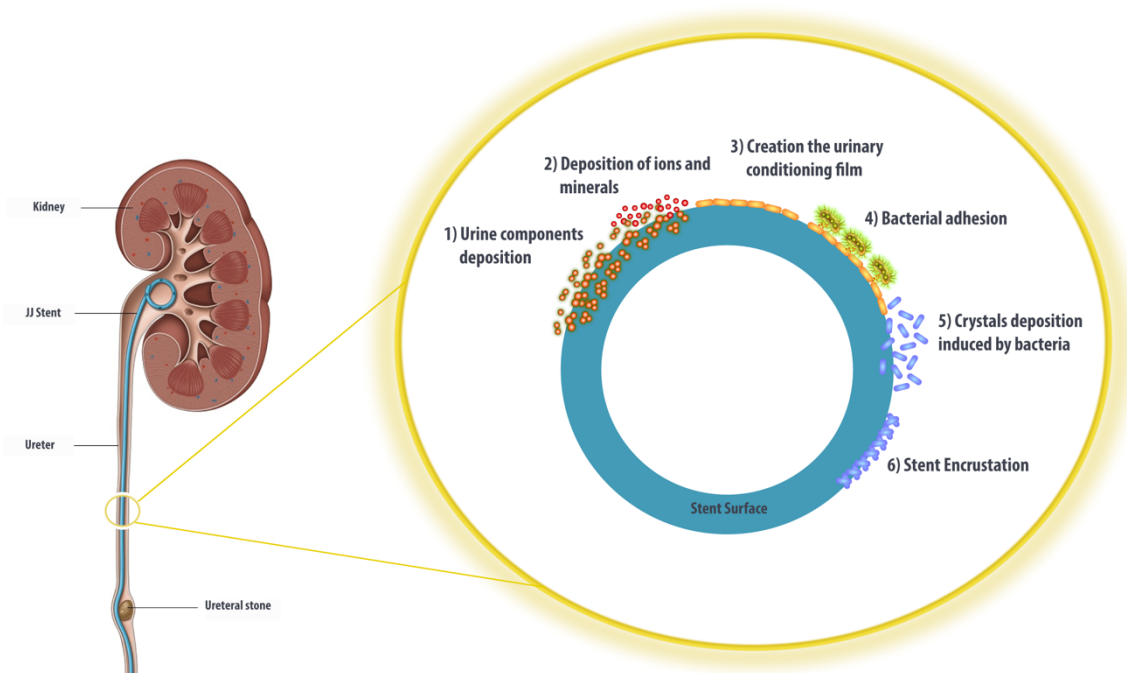 Kidney
JJ Stent
Ureter
Ureteral stone
1) Urine components
deposition
2) Deposition of ions and
minerals
3) Creation the urinary
conditioning film
4) Bacterial adhesion
5) Crystals deposition
induced by bacteria
6) Stent Encrustation
Stent Surface